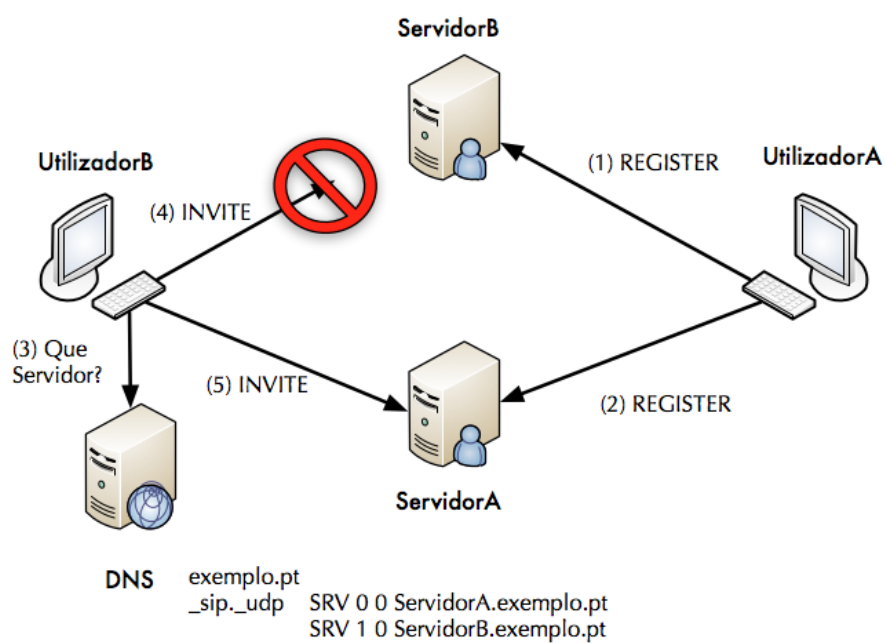 ServidorB
UtilizadorB
(1) REGISTER
UtilizadorA
(4) INVITE
(3) Que
Servidor?
(5) INVITE
(2) REGISTER
ServidorA
DNS
exemplo.pt
_sip._udp SRV 0 0 ServidorA.exemplo.pt
SRV 1 0 ServidorB.exemplo.pt